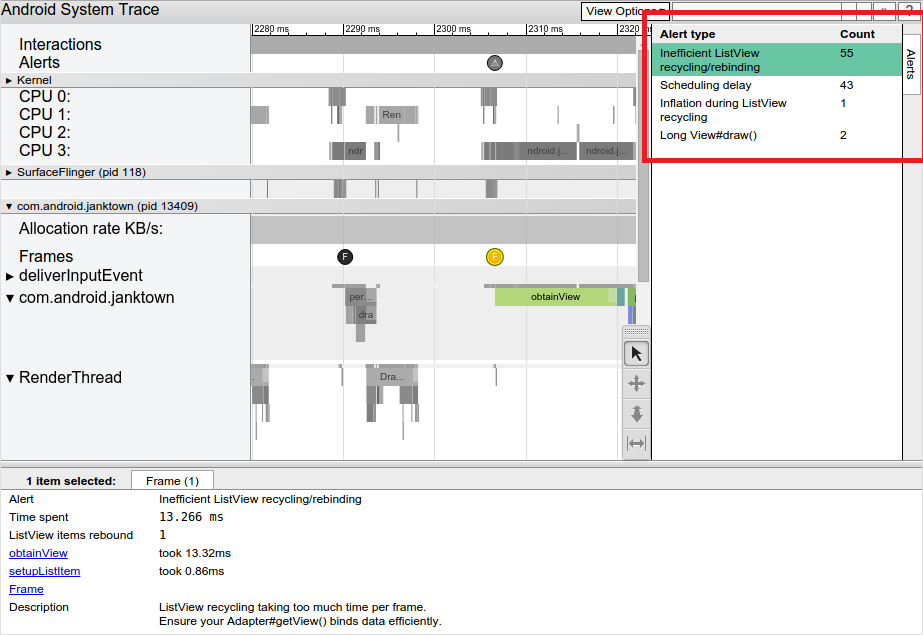 Android System Trace
View Options
»
?
2280 ms
2290 ms
2300 ms
2310 ms
2320 ms
Interactions
Alerts
Kernel
CPU 0:
CPU 1:
Ren
CPU 2:
CPU 3:
ndr
ndroid.j...
ndroid.j...
SurfaceFlinger (pid 118)
com.android.janktown (pid 13409)
Allocation rate KB/s:
Frames
F
F
deliverInputEvent
com.android.janktown
per...
obtainView
dra
RenderThread
Dra...
Alert type Count
Inefficient ListView 55
recycling/rebinding
Scheduling delay 43
Inflation during ListView 1
recycling
Long View#draw() 2
Alerts
1 item selected: Frame (1)
Alert Inefficient ListView recycling/rebinding
Time spent 13.266 ms
ListView items rebound 1
obtainView took 13.32ms
setupListItem took 0.86ms
Frame
Description ListView recycling taking too much time per frame.
Ensure your Adapter#getView() binds data efficiently.